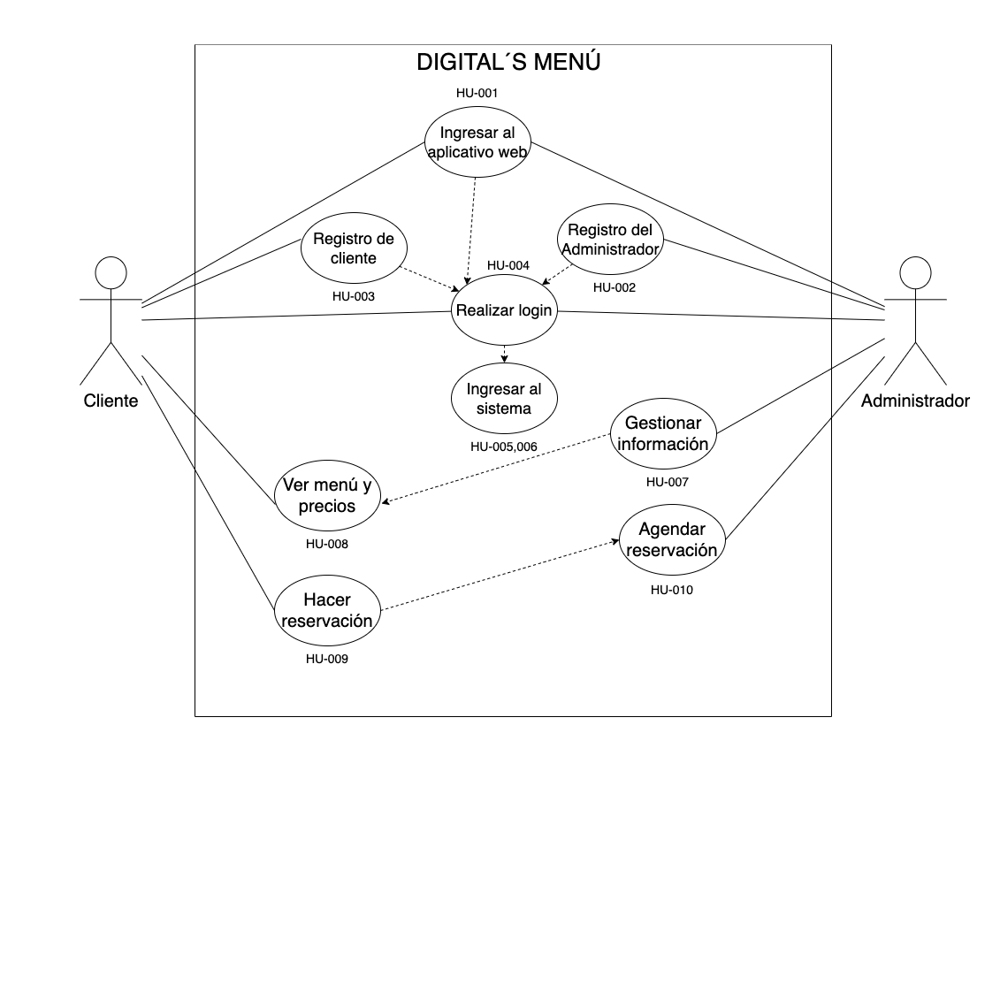 DIGITAL´S MENÚ
HU-001
Ingresar al
aplicativo web
Registro de
cliente
HU-003
Registro del
Administrador
HU-002
HU-004
Realizar login
Ingresar al
sistema
HU-005,006
Cliente
Administrador
Gestionar
información
HU-007
Ver menú y
precios
HU-008
Agendar
reservación
HU-010
Hacer
reservación
HU-009